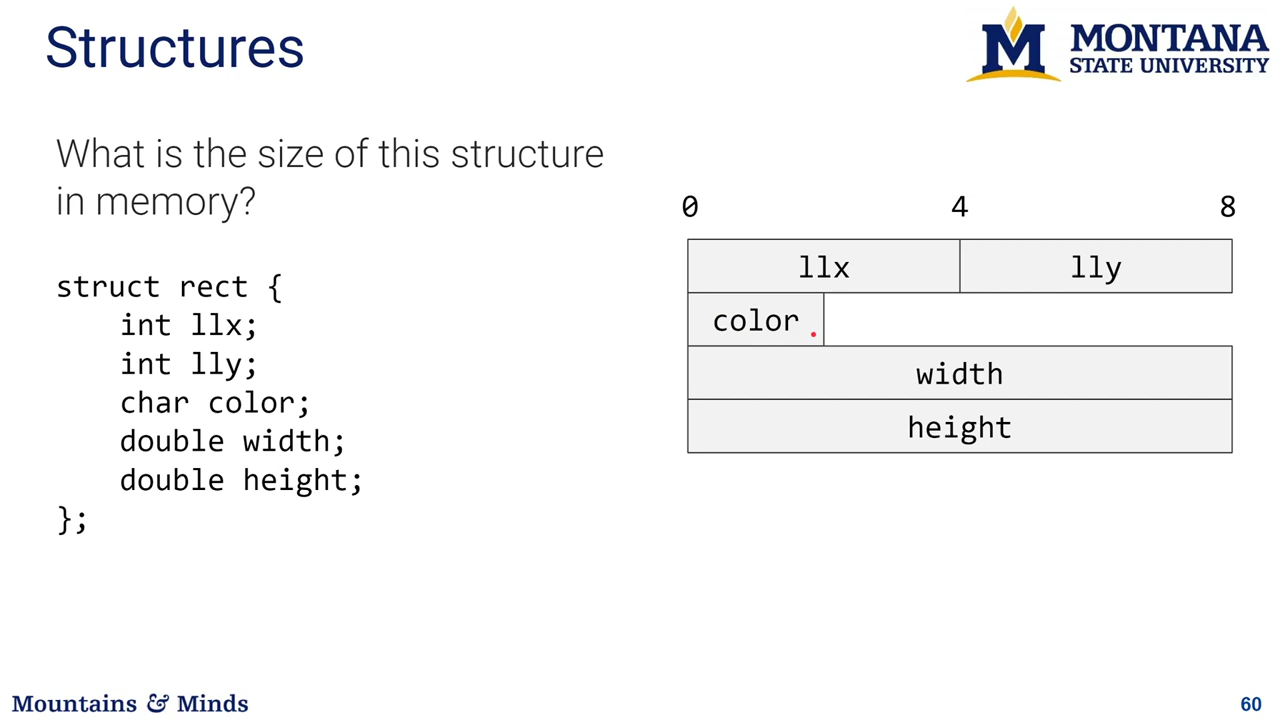 Structures
MONTANA
STATE UNIVERSITY
What is the size of this structure
in memory?
struct rect {
int llx;
int lly;
char color;
double width;
double height;
};
0 4 8
llx lly
color
width
height
Mountains & Minds
60